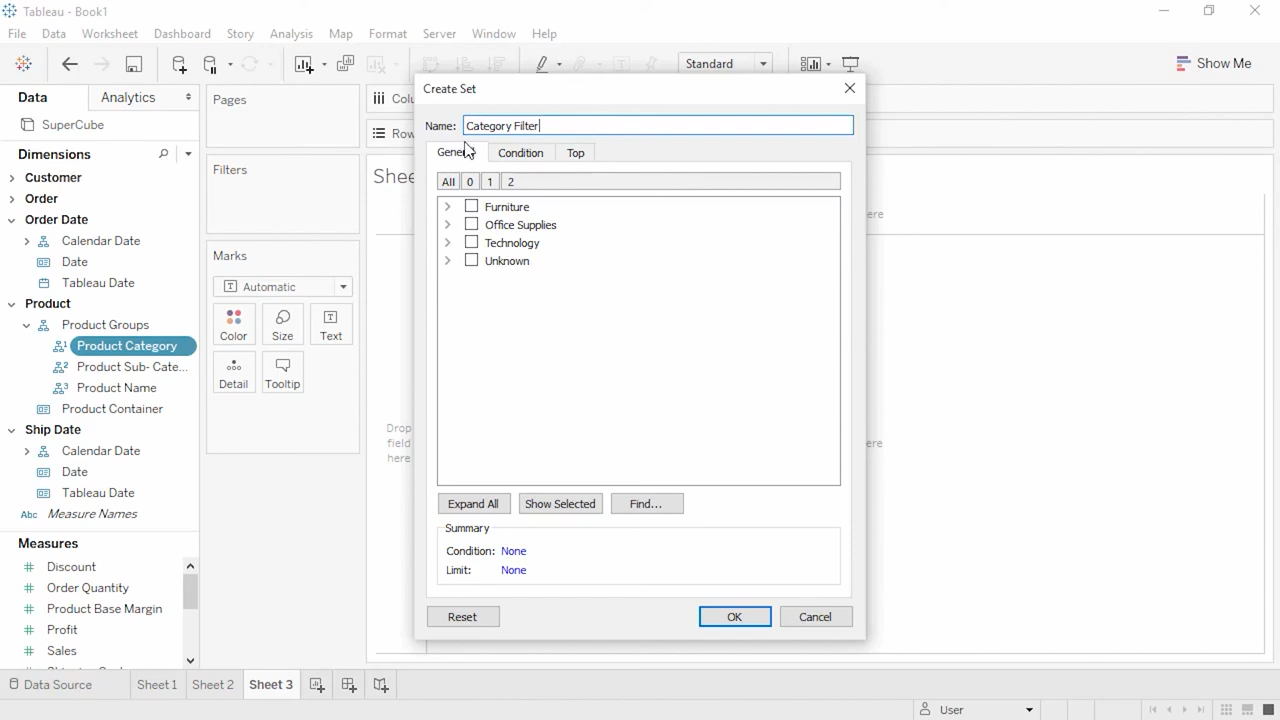 Tableau - Book1
File Data Worksheet Dashboard Story Analysis Map Format Server Window Help
Standard
Show Me
Data
Analytics
SuperCube
Dimensions
Customer
Order
Order Date
Calendar Date
Date
Tableau Date
Product
Product Groups
Product Category
Product Sub- Cate...
Product Name
Product Container
Ship Date
Calendar Date
Date
Tableau Date
Abc Measure Names
Measures
Discount
Order Quantity
Product Base Margin
Profit
Sales
Pages
Filters
Marks
Automatic
Color
Size
Text
Detail
Tooltip
Drop
field
here
Create Set
Name: Category Filter
Condition
Top
All 0 1 2
Furniture
Office Supplies
Technology
Unknown
Expand All
Show Selected
Find...
Summary
Condition: None
Limit: None
Reset
OK
Cancel
Data Source
Sheet 1
Sheet 2
Sheet 3
User